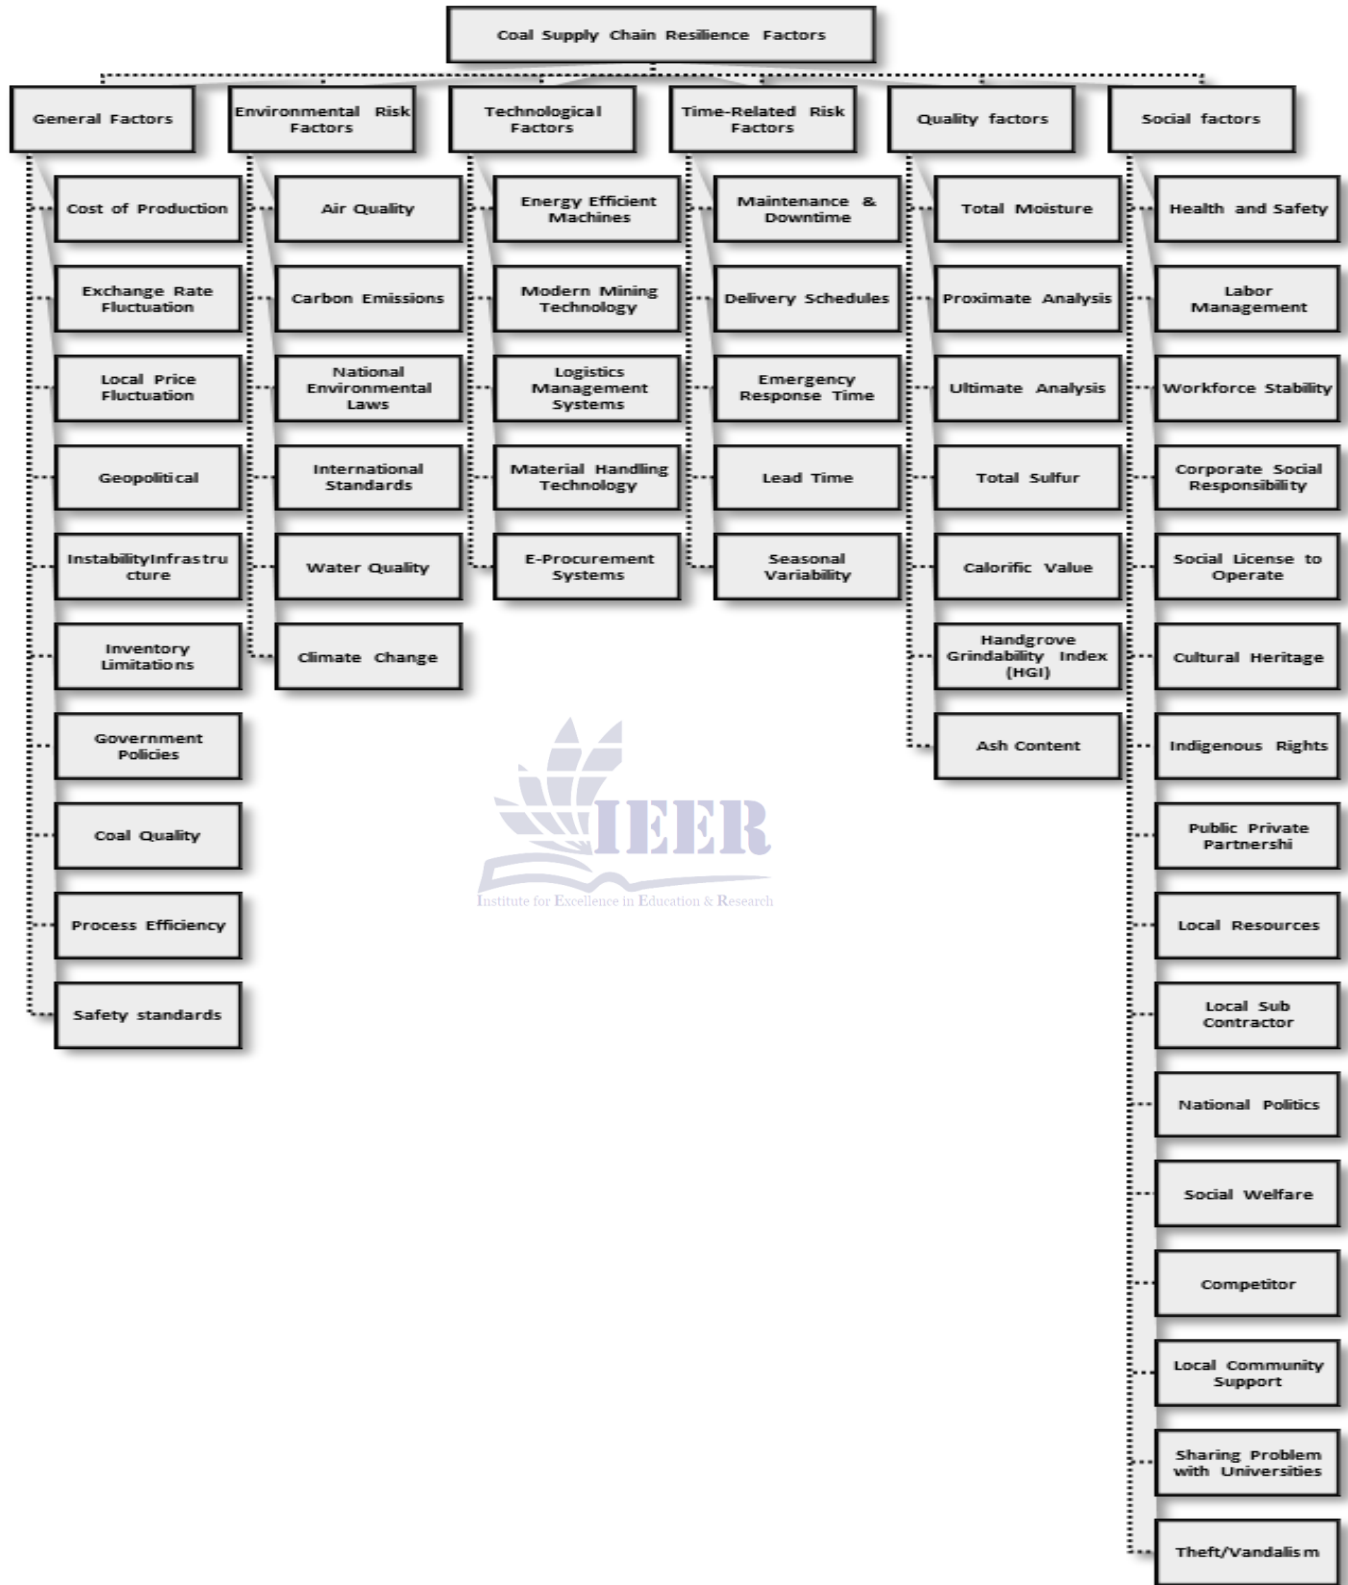 Coal Supply Chain Resilience Factors
General Factors
Cost of Production
Exchange Rate
Fluctuation
Local Price
Fluctuation
Geopolitical
InstabilityInfrastru
cture
Inventory
Limitations
Government
Policies
Coal Quality
Process Efficiency
Safety standards
Environmental Risk
Factors
Air Quality
Carbon Emissions
National
Environmental
Laws
International
Standards
Water Quality
Climate Change
Technological
Factors
Energy Efficient
Machines
Modern Mining
Technology
Logistics
Management
Systems
Material Handling
Technology
E-Procurement
Systems
Time-Related Risk
Factors
Maintenance &
Downtime
Delivery Schedules
Emergency
Response Time
Lead Time
Seasonal
Variability
Quality factors
Total Moisture
Proximate Analysis
Ultimate Analysis
Total Sulfur
Calorific Value
Handgrove
Grindability Index
(HGI)
Ash Content
Social factors
Health and Safety
Labor
Management
Workforce Stability
Corporate Social
Responsibility
Social License to
Operate
Cultural Heritage
Indigenous Rights
Public Private
Partnershi
Local Resources
Local Sub
Contractor
National Politics
Social Welfare
Competitor
Local Community
Support
Sharing Problem
with Universities
Theft/Vandalism
IEER
Institute for Excellence in Education & Research